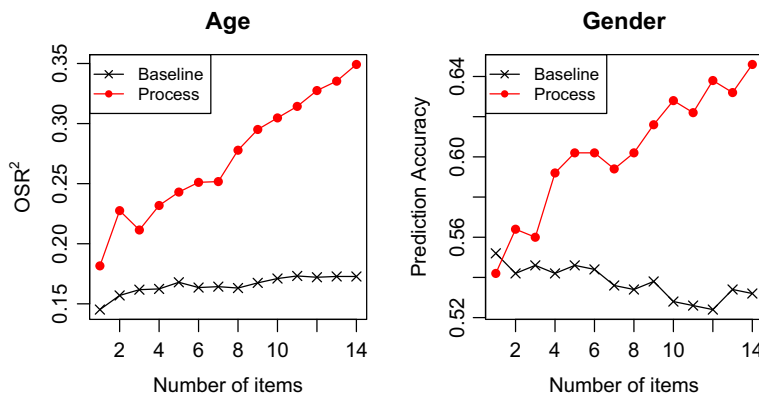 Age
Baseline
Process
OSR²
0.15 0.20 0.25 0.30 0.35
2 4 6 8 10 14
Number of items
Gender
Baseline
Process
Prediction Accuracy
0.52 0.56 0.60 0.64
2 4 6 8 10 14
Number of items